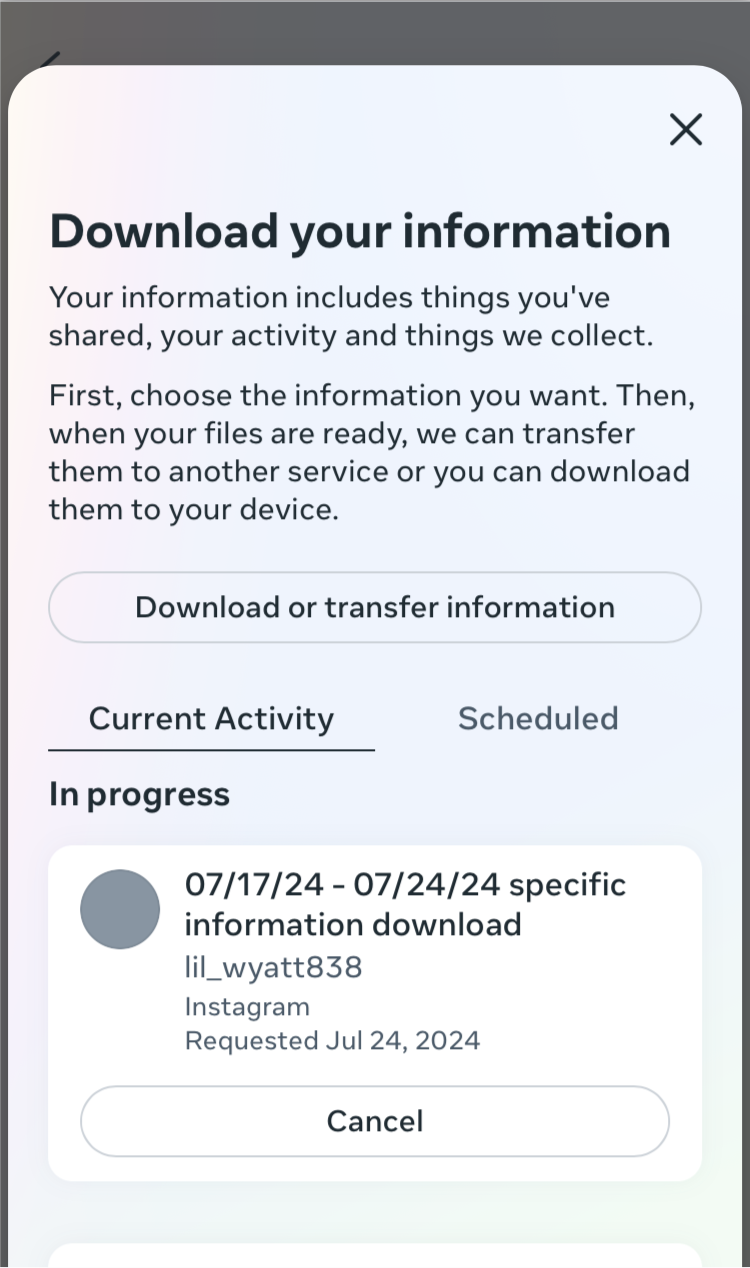 Download your information
Your information includes things you've
shared, your activity and things we collect.
First, choose the information you want. Then,
when your files are ready, we can transfer
them to another service or you can download
them to your device.
Download or transfer information
Current Activity
Scheduled
In progress
07/17/24 - 07/24/24 specific
information download
lil_wyatt838
Instagram
Requested Jul 24, 2024
Cancel